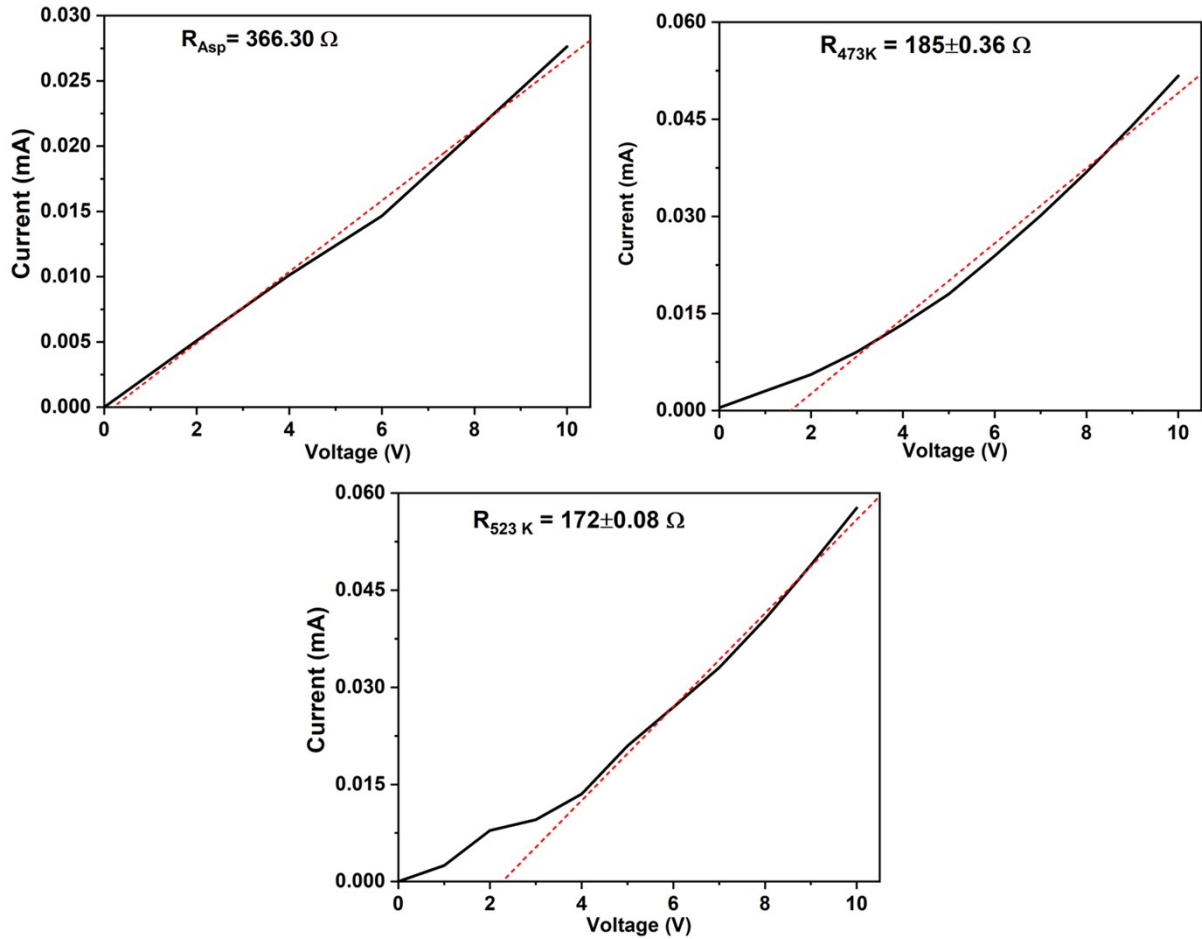 R_Asp= 366.30 Ω
0.030
0.025
0.020
0.015
0.010
0.005
0.000
Current (mA)
0 2 4 6 8 10
Voltage (V)
R_473K = 185±0.36 Ω
0.060
0.045
0.030
0.015
0.000
Current (mA)
0 2 4 6 8 10
Voltage (V)
R_523 K = 172±0.08 Ω
0.060
0.045
0.030
0.015
0.000
Current (mA)
0 2 4 6 8 10
Voltage (V)